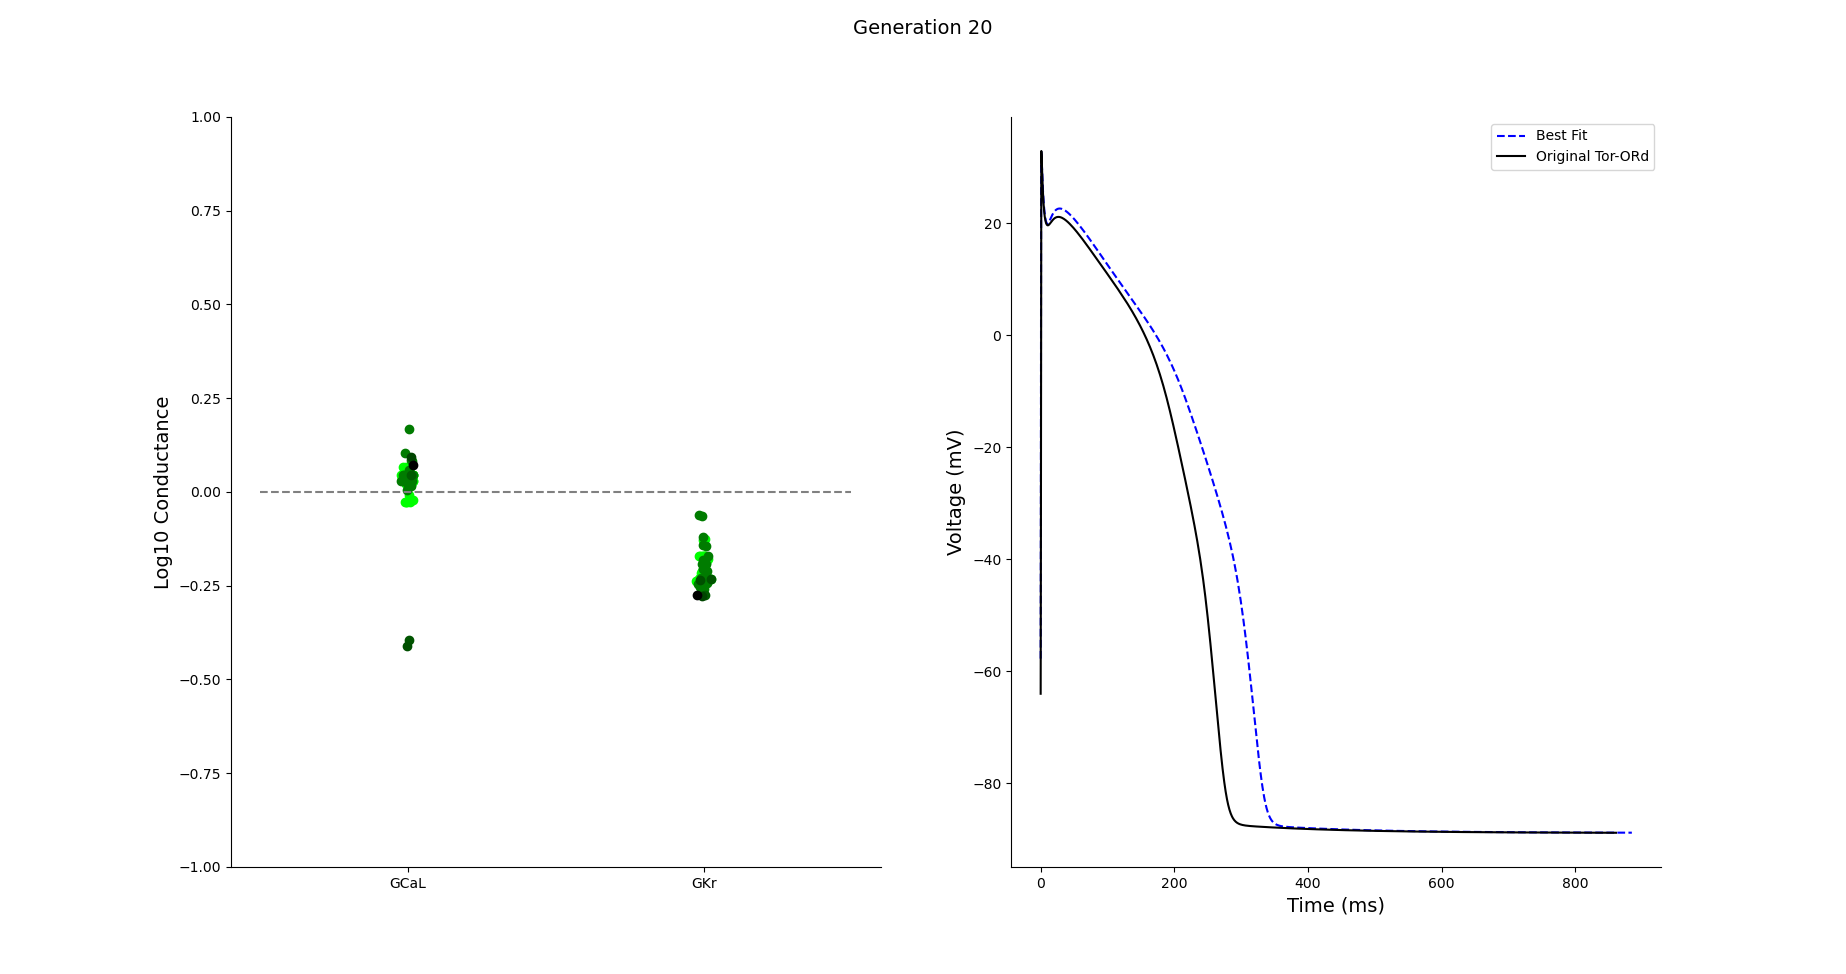 Generation 20
1.00
0.75
0.50
0.25
0.00
−0.25
−0.50
−0.75
−1.00
Log10 Conductance
GCaL
GKr
Best Fit
Original Tor-ORd
20
0
−20
−40
−60
−80
Voltage (mV)
0
200
400
600
800
Time (ms)